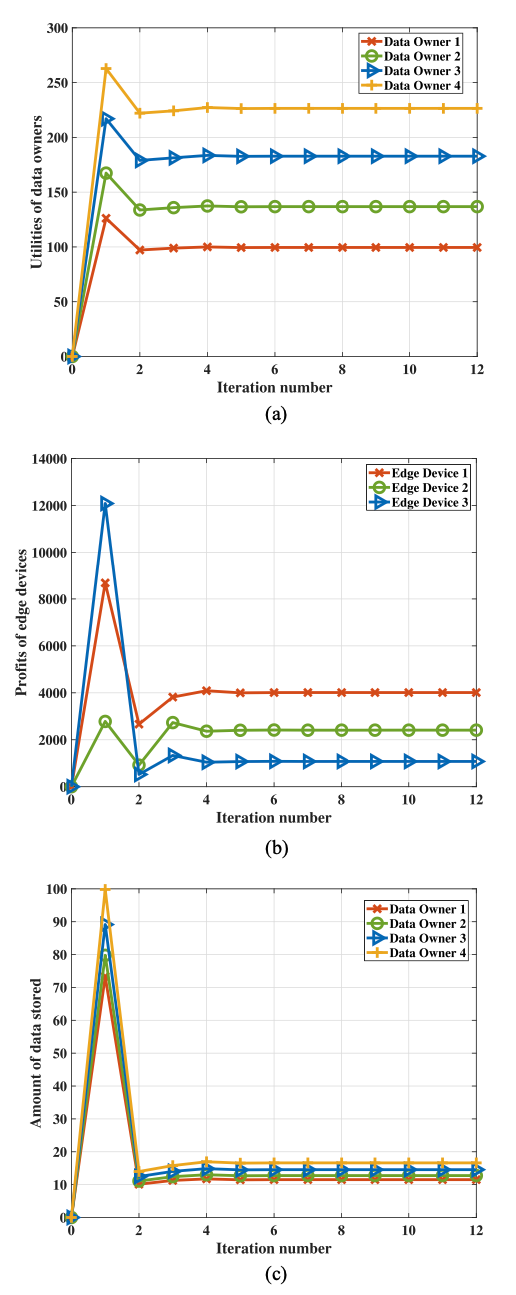 300
250
200
150
100
50
0
Utilities of data owners
Data Owner 1
Data Owner 2
Data Owner 3
Data Owner 4
0 2 4 6 8 10 12
Iteration number
(a)
14000
12000
10000
8000
6000
4000
2000
0
Profits of edge devices
Edge Device 1
Edge Device 2
Edge Device 3
0 2 4 6 8 10 12
Iteration number
(b)
100
90
80
70
60
50
40
30
20
10
0
Amount of data stored
Data Owner 1
Data Owner 2
Data Owner 3
Data Owner 4
0 2 4 6 8 10 12
Iteration number
(c)